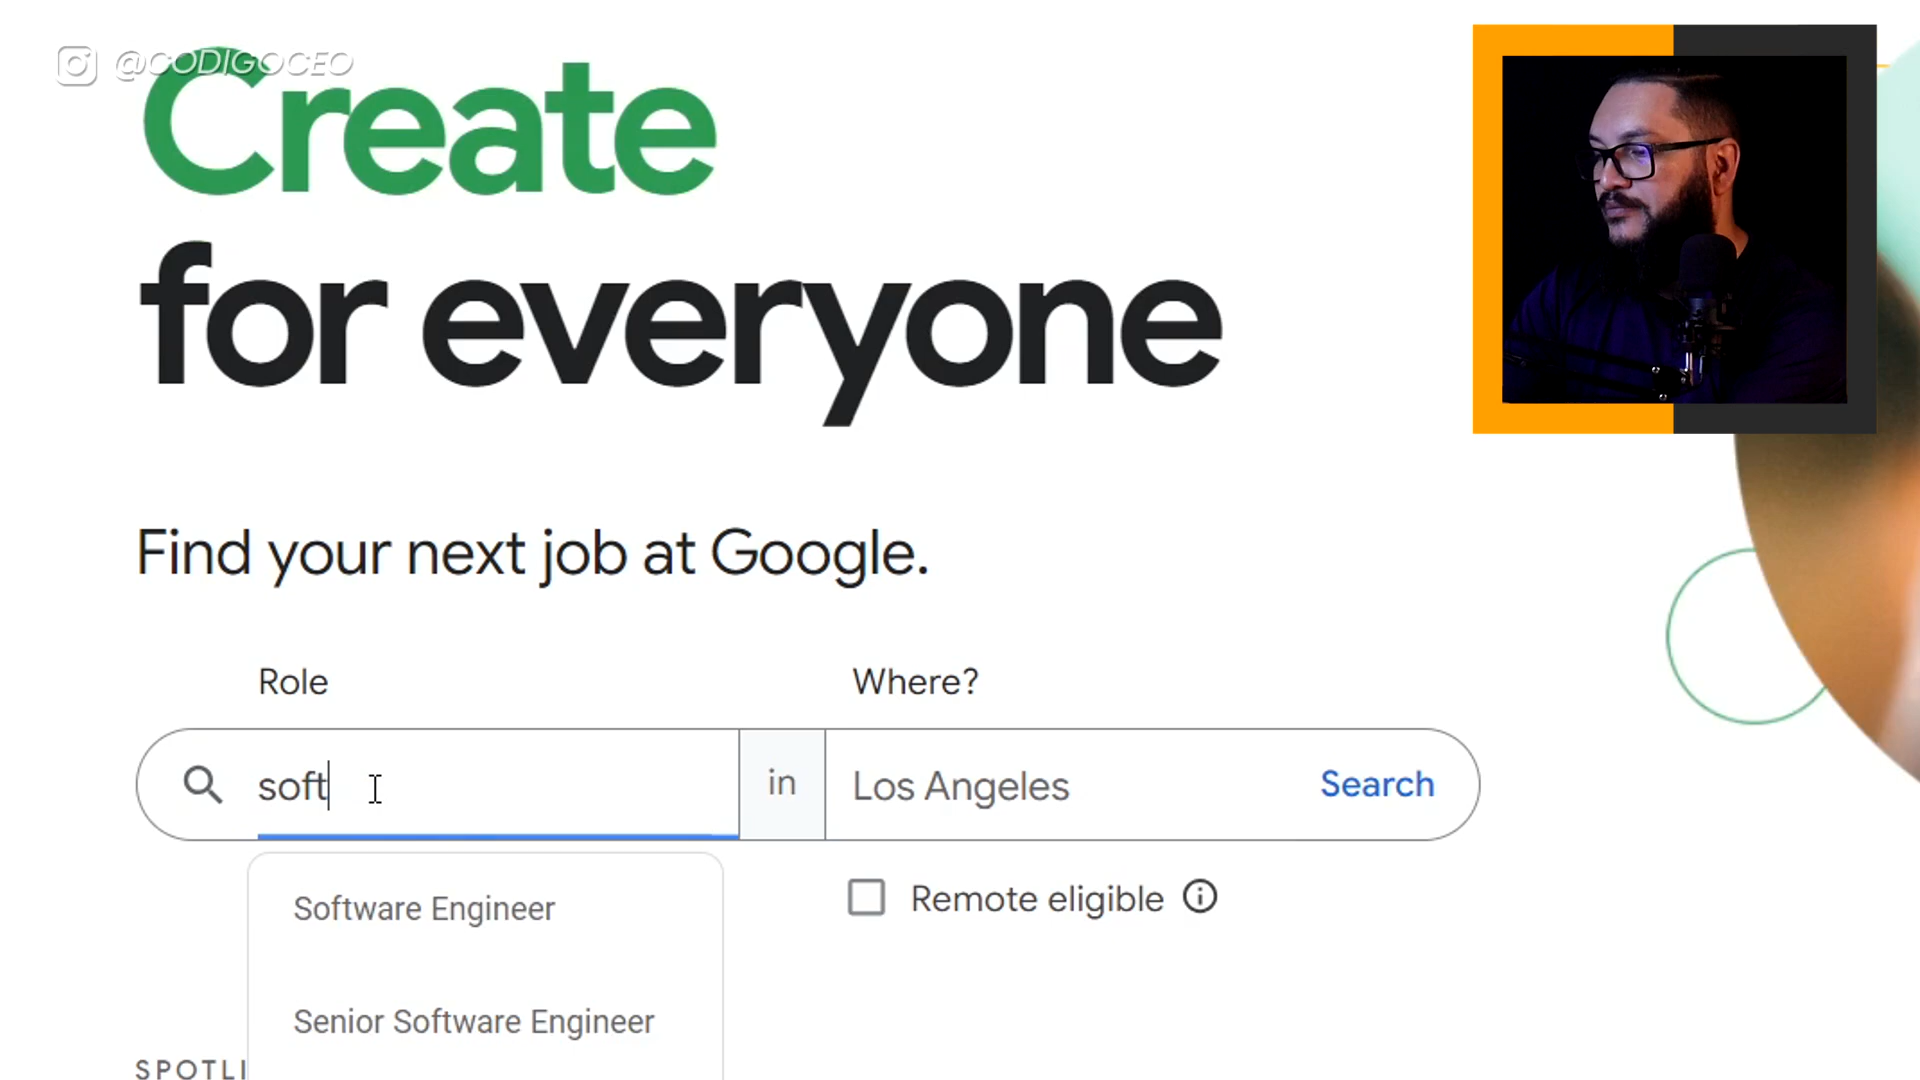 @CODIGOCEO
Create
for everyone
Find your next job at Google.
Role
Where?
soft
in
Los Angeles
Search
Software Engineer
Remote eligible
Senior Software Engineer
SPOTLI